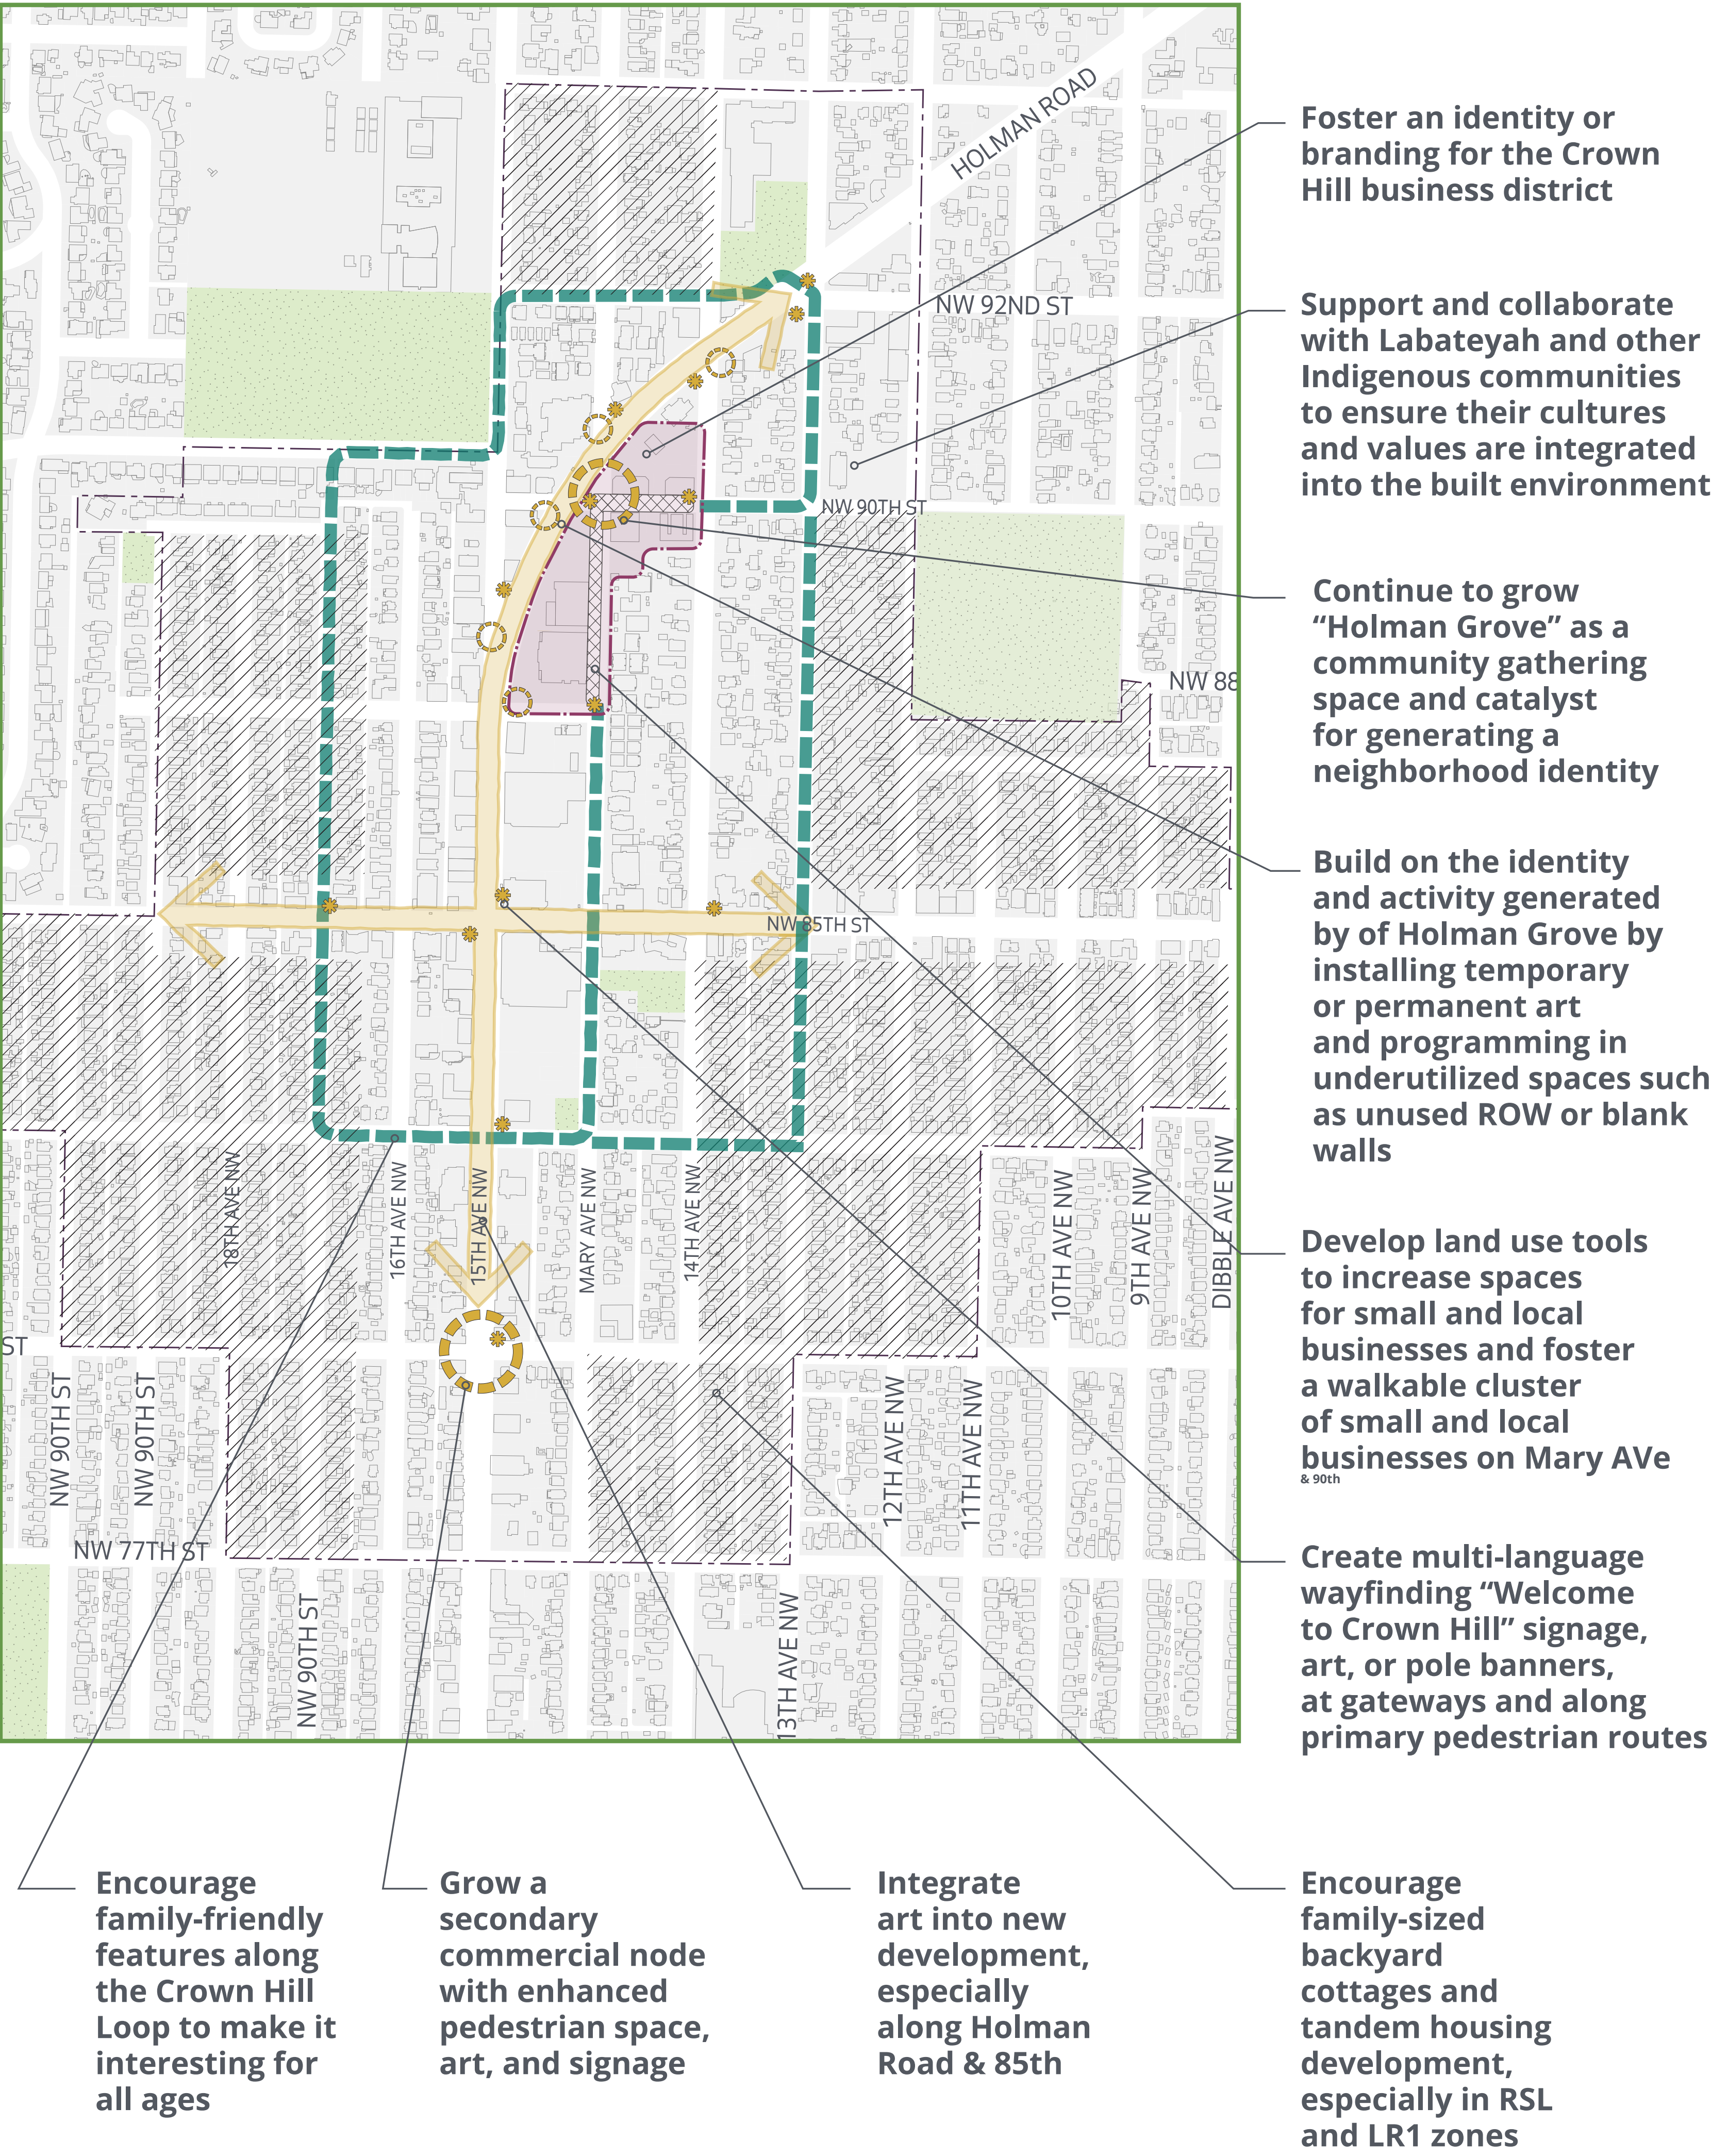 HOLMAN ROAD
NW 92ND ST
NW 90TH ST
NW 88
NW 85TH ST
18TH AVE NW
16TH AVE NW
15TH AVE NW
MARY AVE NW
14TH AVE NW
10TH AVE NW
9TH AVE NW
DIBBLE AVE NW
ST
NW 90TH ST
NW 90TH ST
12TH AVE NW
11TH AVE NW
NW 77TH ST
NW 90TH ST
13TH AVE NW
Foster an identity or
branding for the Crown
Hill business district
Support and collaborate
with Labateyah and other
Indigenous communities
to ensure their cultures
and values are integrated
into the built environment
Continue to grow
“Holman Grove” as a
community gathering
space and catalyst
for generating a
neighborhood identity
Build on the identity
and activity generated
by of Holman Grove by
installing temporary
or permanent art
and programming in
underutilized spaces such
as unused ROW or blank
walls
Develop land use tools
to increase spaces
for small and local
businesses and foster
a walkable cluster
of small and local
businesses on Mary AVe
& 90th
Create multi-language
wayfinding “Welcome
to Crown Hill” signage,
art, or pole banners,
at gateways and along
primary pedestrian routes
Encourage
family-friendly
features along
the Crown Hill
Loop to make it
interesting for
all ages
Grow a
secondary
commercial node
with enhanced
pedestrian space,
art, and signage
Integrate
art into new
development,
especially
along Holman
Road & 85th
Encourage
family-sized
backyard
cottages and
tandem housing
development,
especially in RSL
and LR1 zones